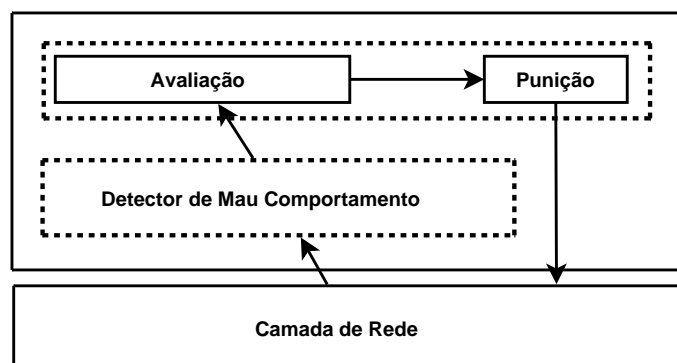 Avaliação
Punição
Detector de Mau Comportamento
Camada de Rede